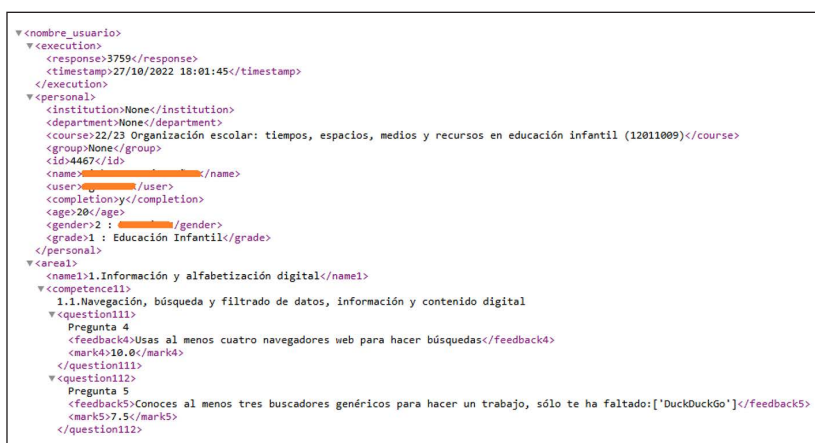 ▼<nombre_usuario>
▼<execution>
<response>3759</response>
<timestamp>27/10/2022 18:01:45</timestamp>
</execution>
▼<personal>
<institution>None</institution>
<department>None</department>
<course>22/23 Organización escolar: tiempos, espacios, medios y recursos en educación infantil (12011009)</course>
<group>None</group>
<id>4467</id>
<name></name>
<user></user>
<completion>y</completion>
<age>20</age>
<gender>2 : /gender>
<grade>1 : Educación Infantil</grade>
</personal>
▼<area1>
<name1>1.Información y alfabetización digital</name1>
▼<competence11>
1.1.Navegación, búsqueda y filtrado de datos, información y contenido digital
▼<question111>
Pregunta 4
<feedback4>Usas al menos cuatro navegadores web para hacer búsquedas</feedback4>
<mark4>10.0</mark4>
</question111>
▼<question112>
Pregunta 5
<feedback5>Conoces al menos tres buscadores genéricos para hacer un trabajo, sólo te ha faltado:['DuckDuckGo']</feedback5>
<mark5>7.5</mark5>
</question112>